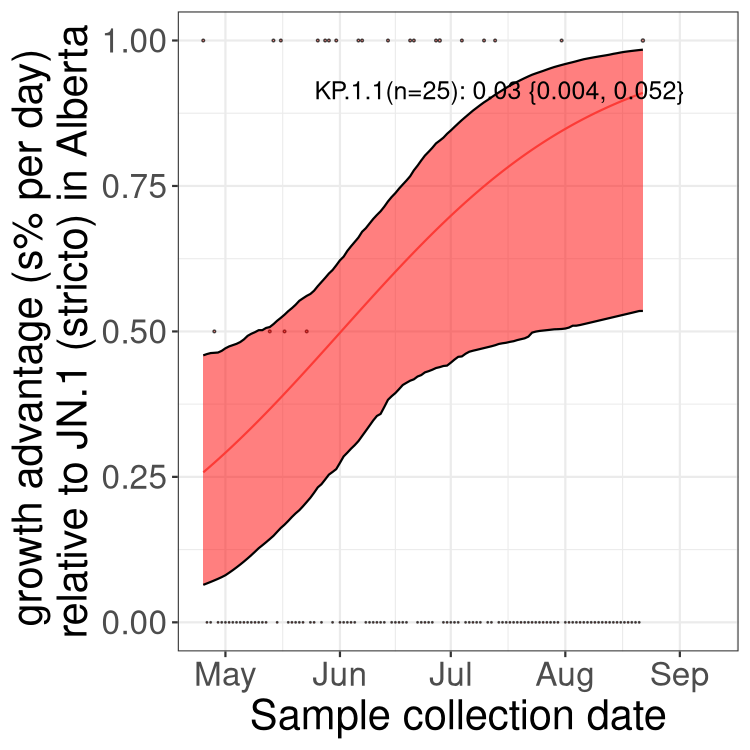 growth advantage (s% per day)
relative to JN.1 (stricto) in Alberta
1.00
0.75
0.50
0.25
0.00
KP.1.1(n=25): 0.03 {0.004, 0.052}
May Jun Jul Aug Sep
Sample collection date